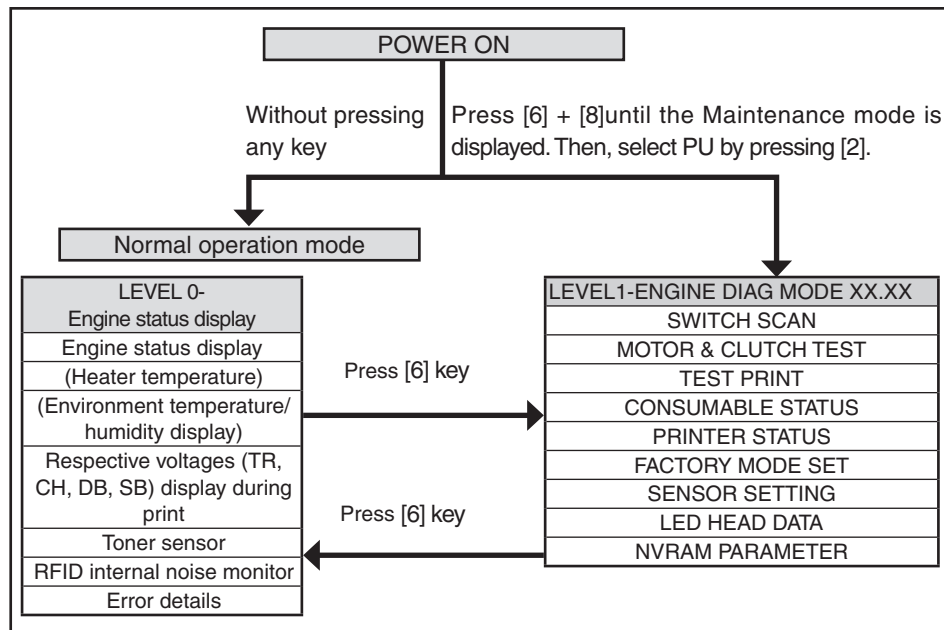 POWER ON
Without pressing
any key
Press [6] + [8]until the Maintenance mode is
displayed. Then, select PU by pressing [2].
Normal operation mode
LEVEL 0-
Engine status display
Engine status display
(Heater temperature)
(Environment temperature/
humidity display)
Respective voltages (TR,
CH, DB, SB) display during
print
Toner sensor
RFID internal noise monitor
Error details
Press [6] key
Press [6] key
LEVEL1-ENGINE DIAG MODE XX.XX
SWITCH SCAN
MOTOR & CLUTCH TEST
TEST PRINT
CONSUMABLE STATUS
PRINTER STATUS
FACTORY MODE SET
SENSOR SETTING
LED HEAD DATA
NVRAM PARAMETER